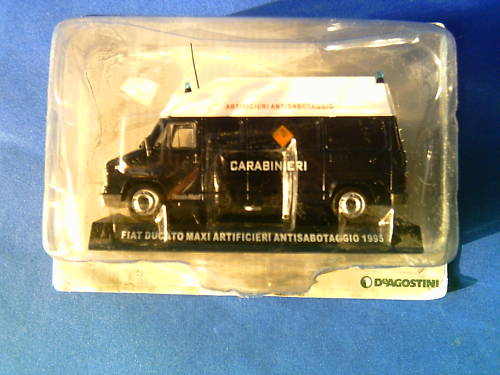 ARTIFICIERI ANTISABOTAGGIO
CARABINIERI
FIAT DUCATO MAXI ARTIFICIERI ANTISABOTAGGIO 1995
DeAGOSTINI